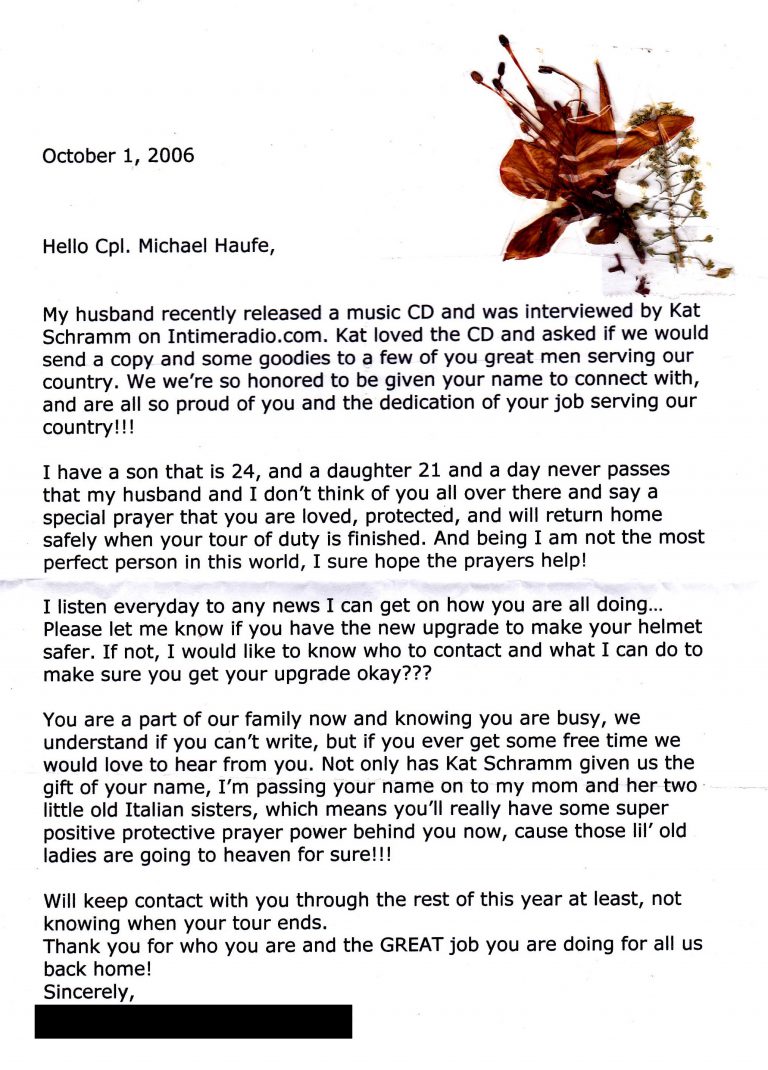 October 1, 2006
Hello Cpl. Michael Haufe,
My husband recently released a music CD and was interviewed by Kat
Schramm on Intimeradio.com. Kat loved the CD and asked if we would
send a copy and some goodies to a few of you great men serving our
country. We we're so honored to be given your name to connect with,
and are all so proud of you and the dedication of your job serving our
country!!!
I have a son that is 24, and a daughter 21 and a day never passes
that my husband and I don't think of you all over there and say a
special prayer that you are loved, protected, and will return home
safely when your tour of duty is finished. And being I am not the most
perfect person in this world, I sure hope the prayers help!
I listen everyday to any news I can get on how you are all doing…
Please let me know if you have the new upgrade to make your helmet
safer. If not, I would like to know who to contact and what I can do to
make sure you get your upgrade okay???
You are a part of our family now and knowing you are busy, we
understand if you can't write, but if you ever get some free time we
would love to hear from you. Not only has Kat Schramm given us the
gift of your name, I'm passing your name on to my mom and her two
little old Italian sisters, which means you'll really have some super
positive protective prayer power behind you now, cause those lil' old
ladies are going to heaven for sure!!!
Will keep contact with you through the rest of this year at least, not
knowing when your tour ends.
Thank you for who you are and the GREAT job you are doing for all us
back home!
Sincerely,